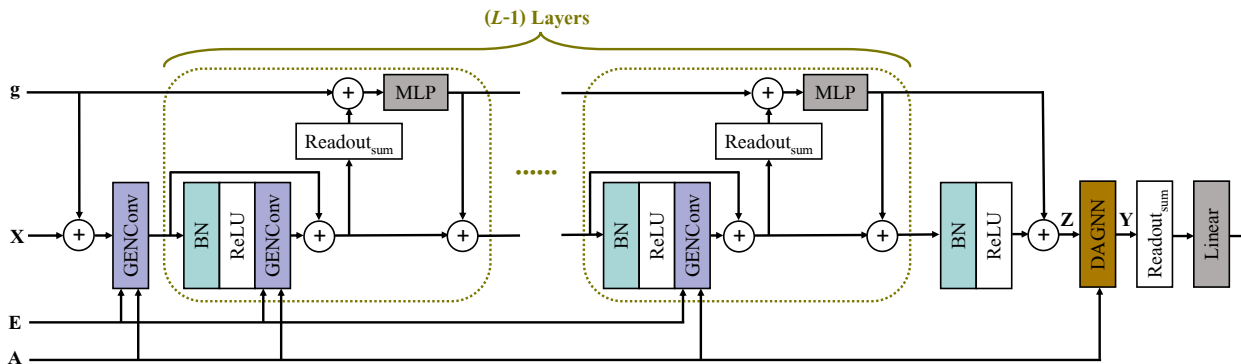 (L-1) Layers
g
+
MLP
+
MLP
Readout_sum
Readout_sum
......
X
+
GENConv
BN
ReLU
GENConv
+
+
BN
ReLU
GENConv
+
+
BN
ReLU
+
Z
DAGNN
Y
Readout_sum
Linear
E
A